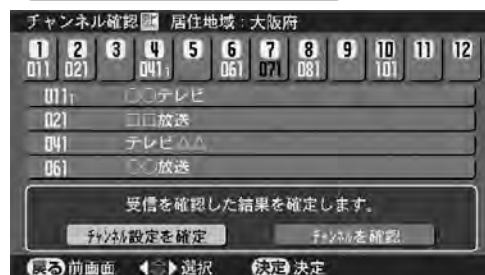 チャンネル確認 居住地域:大阪府
1 2 3 4 5 6 7 8 9 10 11 12
011 021 041₁ 061 071 081 101
011₁ ○○テレビ
021 □□放送
041 テレビ△△
061 ○○放送
受信を確認した結果を確定します。
チャンネル設定を確定 チャンネルを確認
戻る 前画面 選択 決定 決定